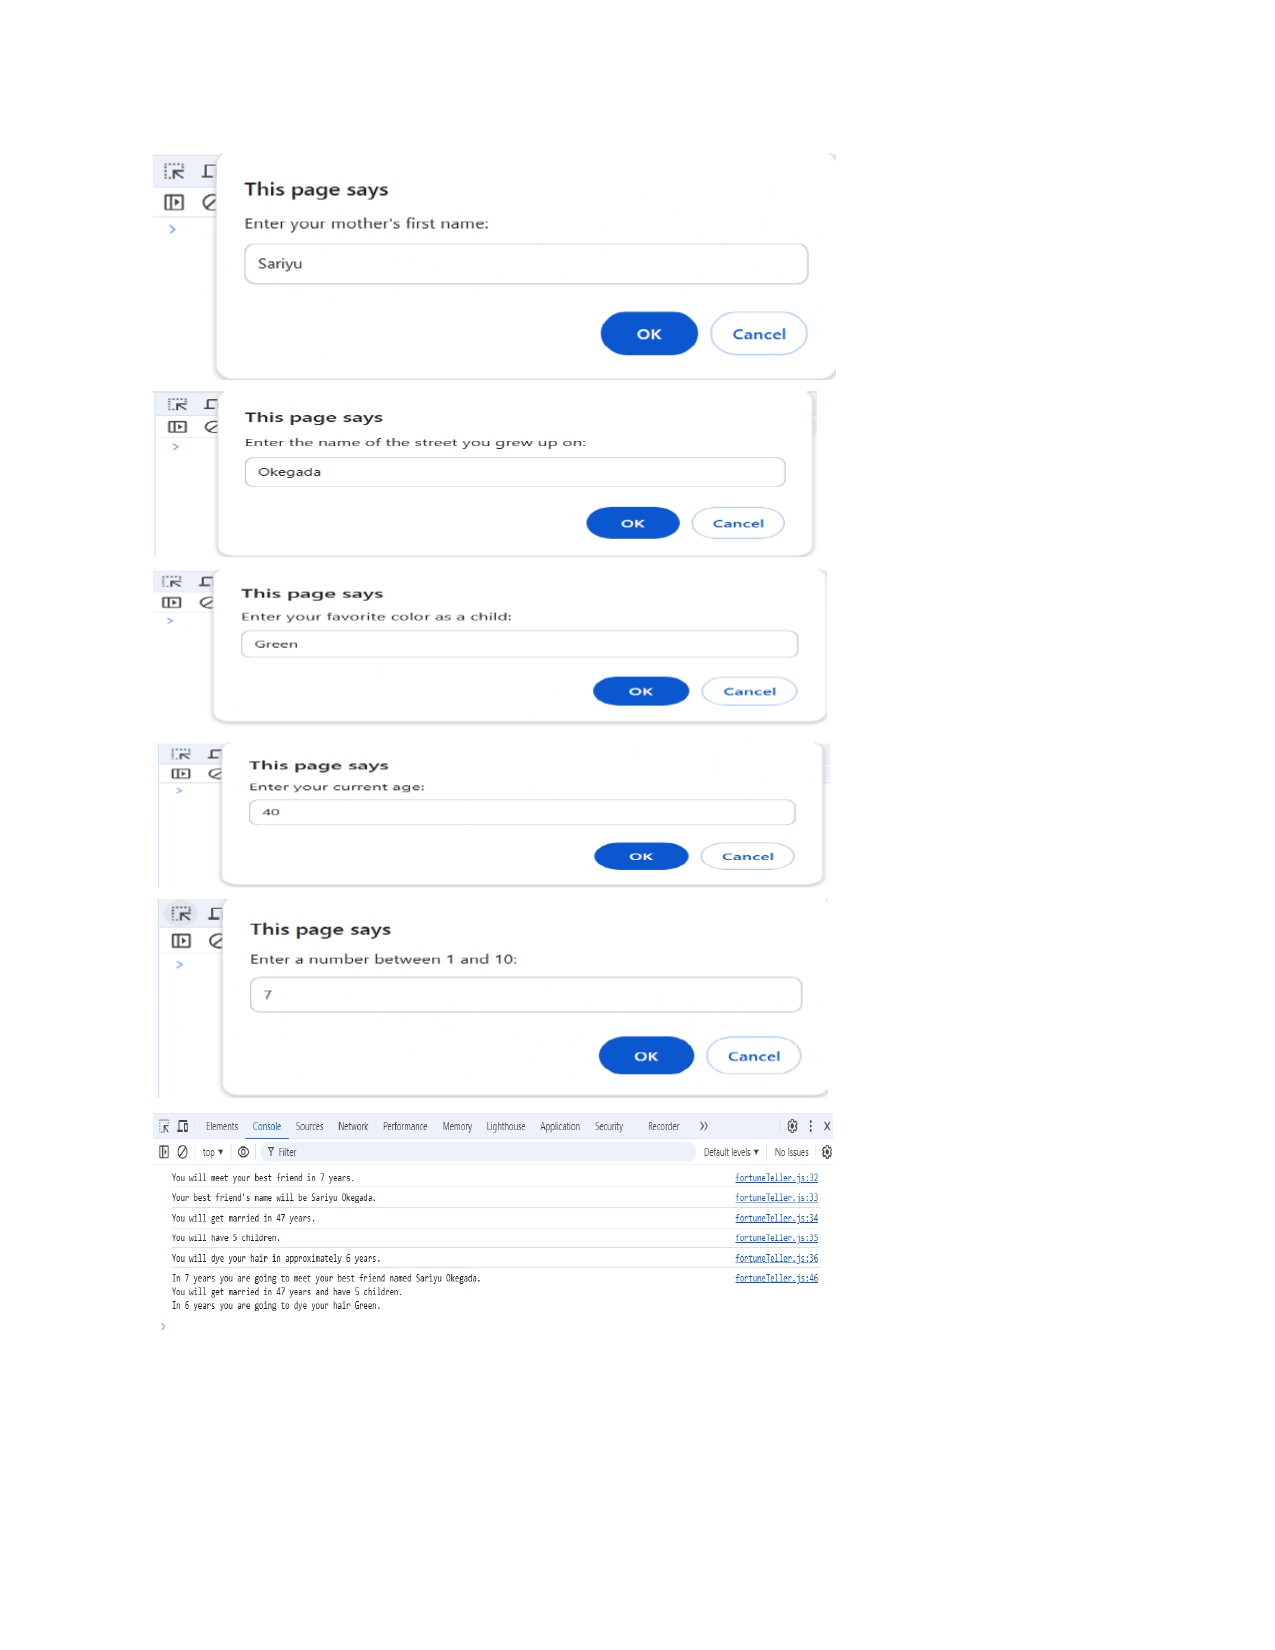 This page says
Enter your mother's first name:
Sariyu
OK Cancel
This page says
Enter the name of the street you grew up on:
Okegada
OK Cancel
This page says
Enter your favorite color as a child:
Green
OK Cancel
This page says
Enter your current age:
40
OK Cancel
This page says
Enter a number between 1 and 10:
7
OK Cancel
Elements Console Sources Network Performance Memory Lighthouse Application Security Recorder
top Filter Default levels No Issues
You will meet your best friend in 7 years. fortuneTeller.js:32
Your best friend's name will be Sariyu Okegada. fortuneTeller.js:33
You will get married in 47 years. fortuneTeller.js:34
You will have 5 children. fortuneTeller.js:35
You will dye your hair in approximately 6 years. fortuneTeller.js:36
In 7 years you are going to meet your best friend named Sariyu Okegada. fortuneTeller.js:46
You will get married in 47 years and have 5 children.
In 6 years you are going to dye your hair Green.